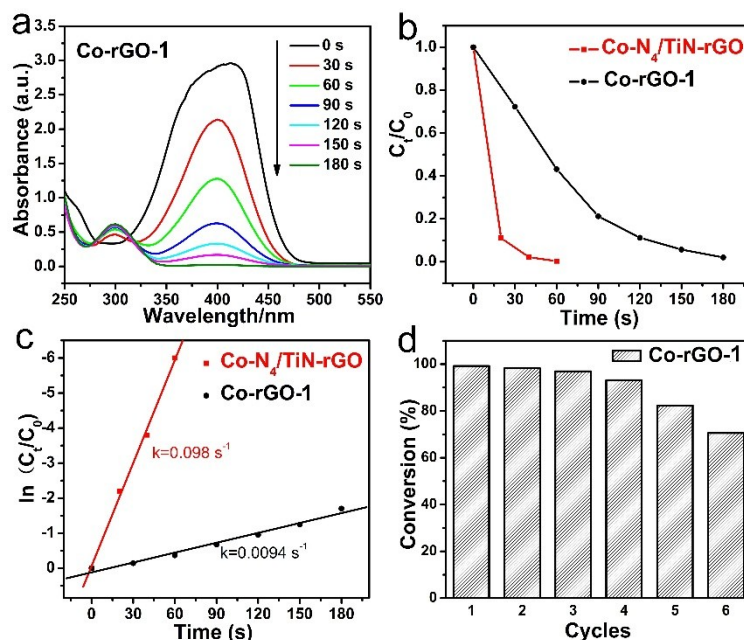 a
Co-rGO-1
0 s
30 s
60 s
90 s
120 s
150 s
180 s
Absorbance (a.u.)
3.5
3.0
2.5
2.0
1.5
1.0
0.5
0.0
250 300 350 400 450 500 550
Wavelength/nm
b
Co-N₄/TiN-rGO
Co-rGO-1
Cₜ/C₀
1.0
0.8
0.6
0.4
0.2
0.0
0 30 60 90 120 150 180
Time (s)
c
Co-N₄/TiN-rGO
Co-rGO-1
k=0.098 s⁻¹
k=0.0094 s⁻¹
ln (Cₜ/C₀)
-6
-5
-4
-3
-2
-1
0
0 30 60 90 120 150 180
Time (s)
d
Co-rGO-1
Conversion (%)
100
80
60
40
20
0
1 2 3 4 5 6
Cycles